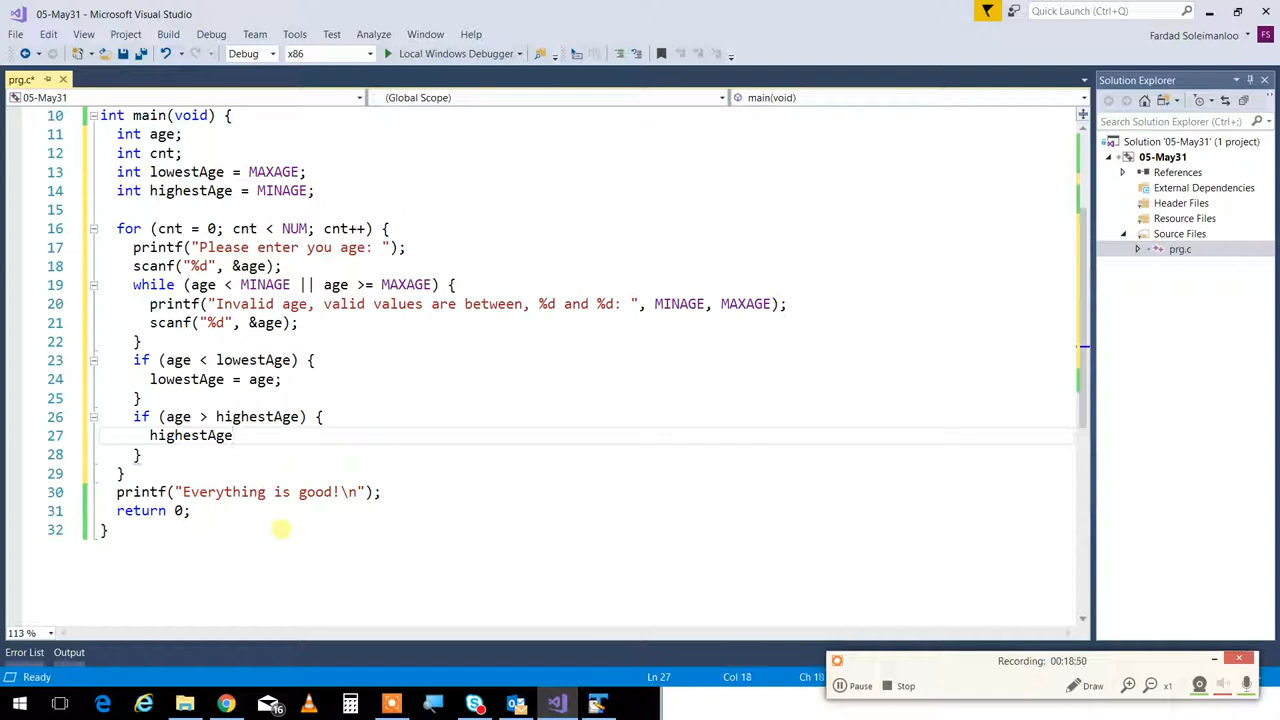 05-May31 - Microsoft Visual Studio
Quick Launch (Ctrl+Q)
File Edit View Project Build Debug Team Tools Test Analyze Window Help
Fardad Soleimanloo FS
Debug x86 Local Windows Debugger
prg.c*
Solution Explorer
05-May31 (Global Scope) main(void)
Search Solution Explorer (Ctrl+;)
Solution '05-May31' (1 project)
05-May31
References
External Dependencies
Header Files
Resource Files
Source Files
prg.c
10 int main(void) {
11 int age;
12 int cnt;
13 int lowestAge = MAXAGE;
14 int highestAge = MINAGE;
15
16 for (cnt = 0; cnt < NUM; cnt++) {
17 printf("Please enter you age: ");
18 scanf("%d", &age);
19 while (age < MINAGE || age >= MAXAGE) {
20 printf("Invalid age, valid values are between, %d and %d: ", MINAGE, MAXAGE);
21 scanf("%d", &age);
22 }
23 if (age < lowestAge) {
24 lowestAge = age;
25 }
26 if (age > highestAge) {
27 highestAge
28 }
29 }
30 printf("Everything is good!\n");
31 return 0;
32 }
113 %
Error List Output
Recording: 00:18:50
Ready Ln 27 Col 18 Ch 18
Pause Stop Draw x1
16